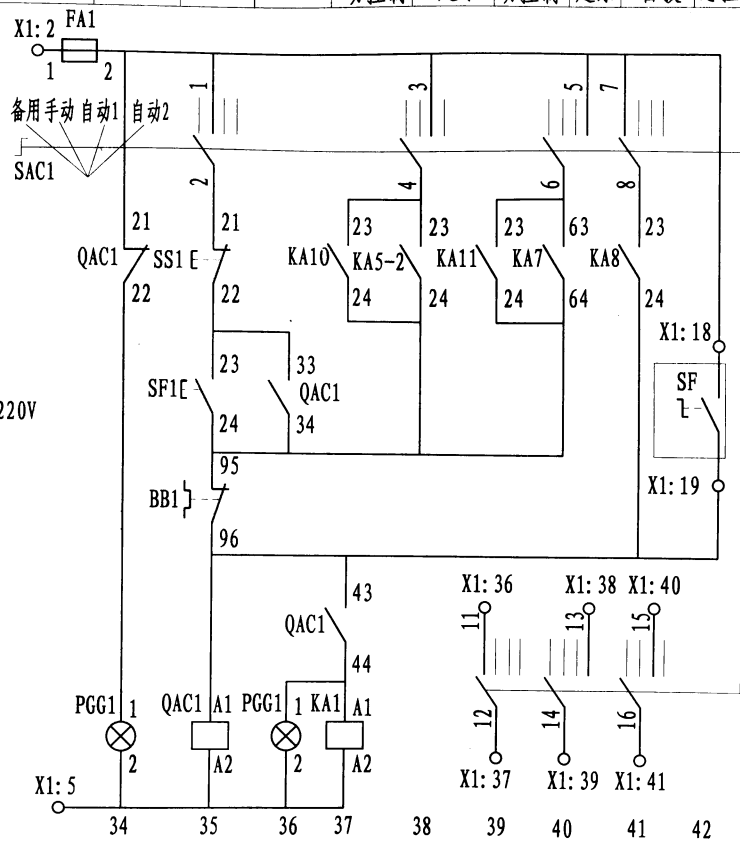 FA1
X1:2
1 2
1 3 5 7
备用 手动 自动1 自动2
SAC1
2 4 6 8
21 21 23 23 23 63 23
QAC1 SS1 KA10 KA5-2 KA11 KA7 KA8
22 22 24 24 24 64 24
X1:18
23 33
SF1 QAC1
SF
24 34
220V
95
BB1
X1:19
96
43
X1:36 X1:38 X1:40
11 13 15
QAC1
44
PGG1 1 QAC1 A1 PGG1 1 KA1 A1
12 14 16
2 A2 2 A2
X1:37 X1:39 X1:41
X1:5
34 35 36 37 38 39 40 41 42